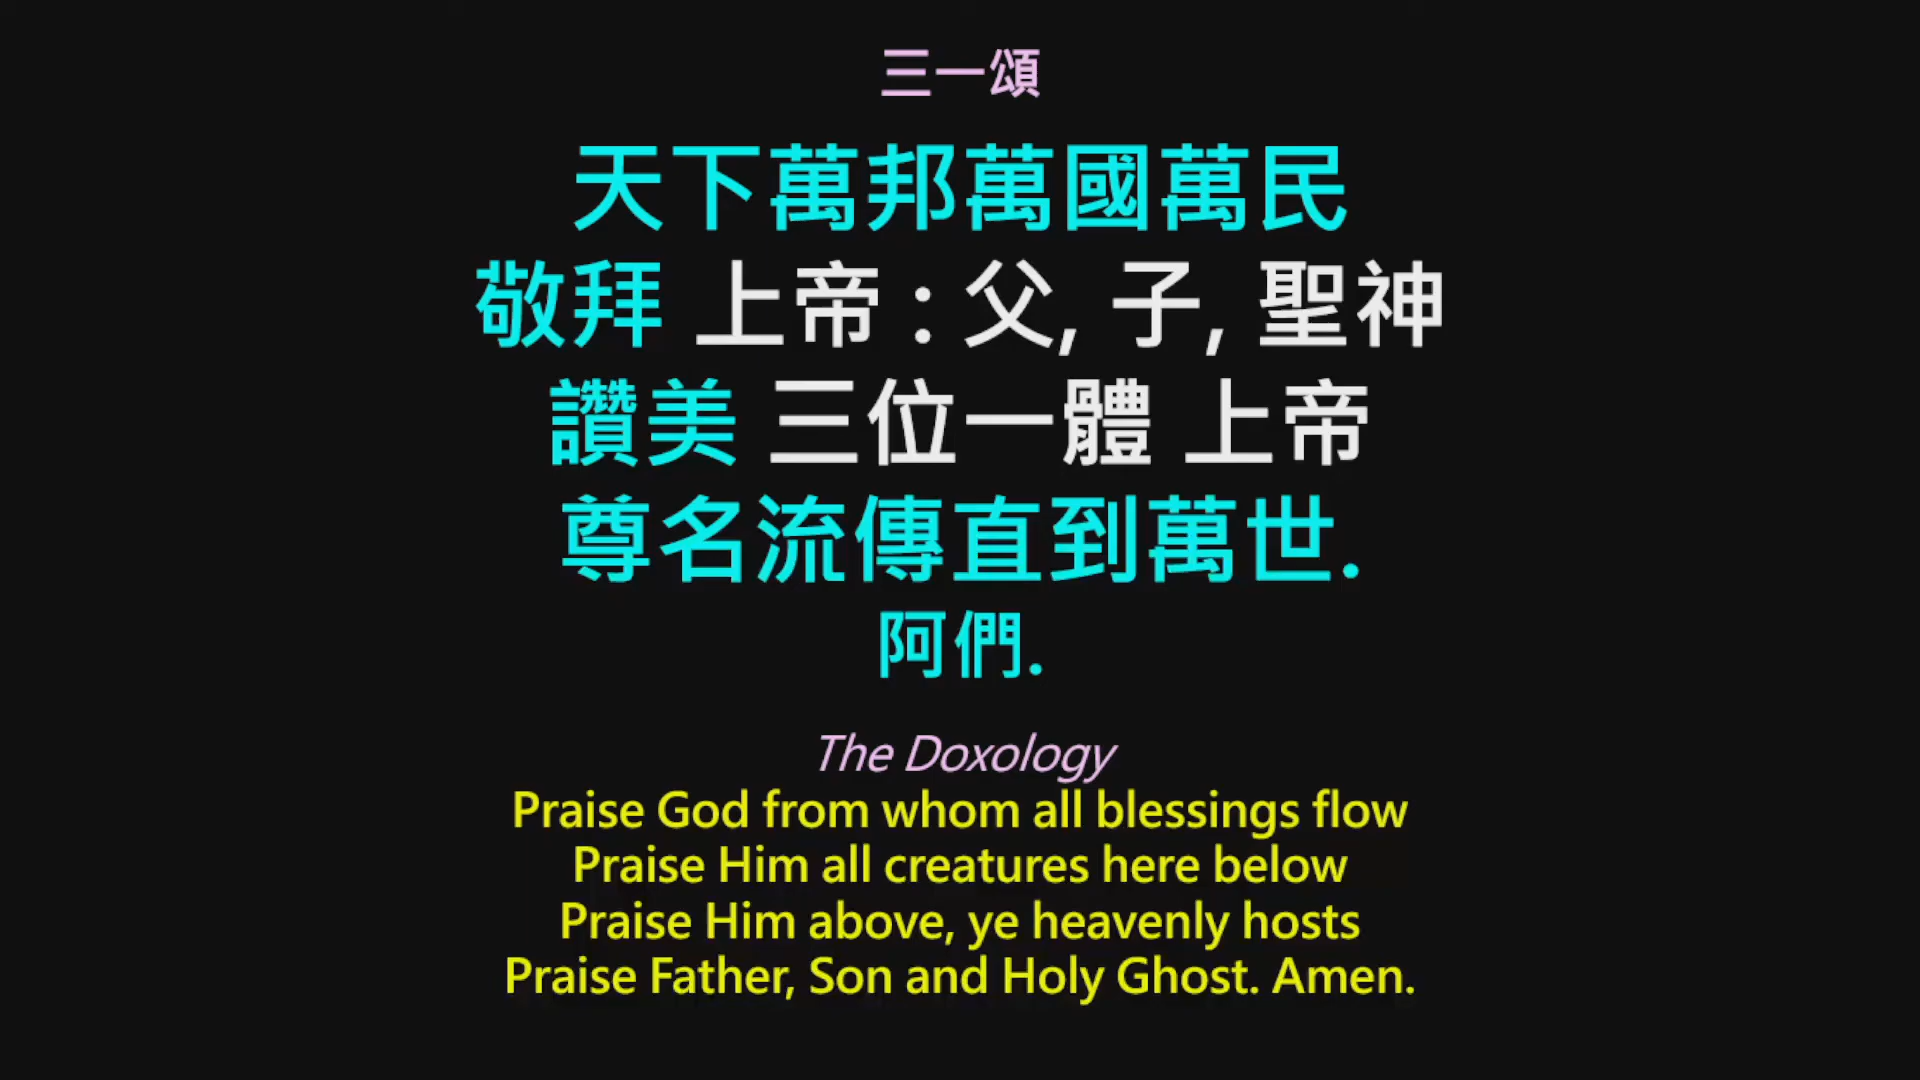 三一頌
天下萬邦萬國萬民
敬拜 上帝 : 父, 子, 聖神
讚美 三位一體 上帝
尊名流傳直到萬世.
阿們.
The Doxology
Praise God from whom all blessings flow
Praise Him all creatures here below
Praise Him above, ye heavenly hosts
Praise Father, Son and Holy Ghost. Amen.